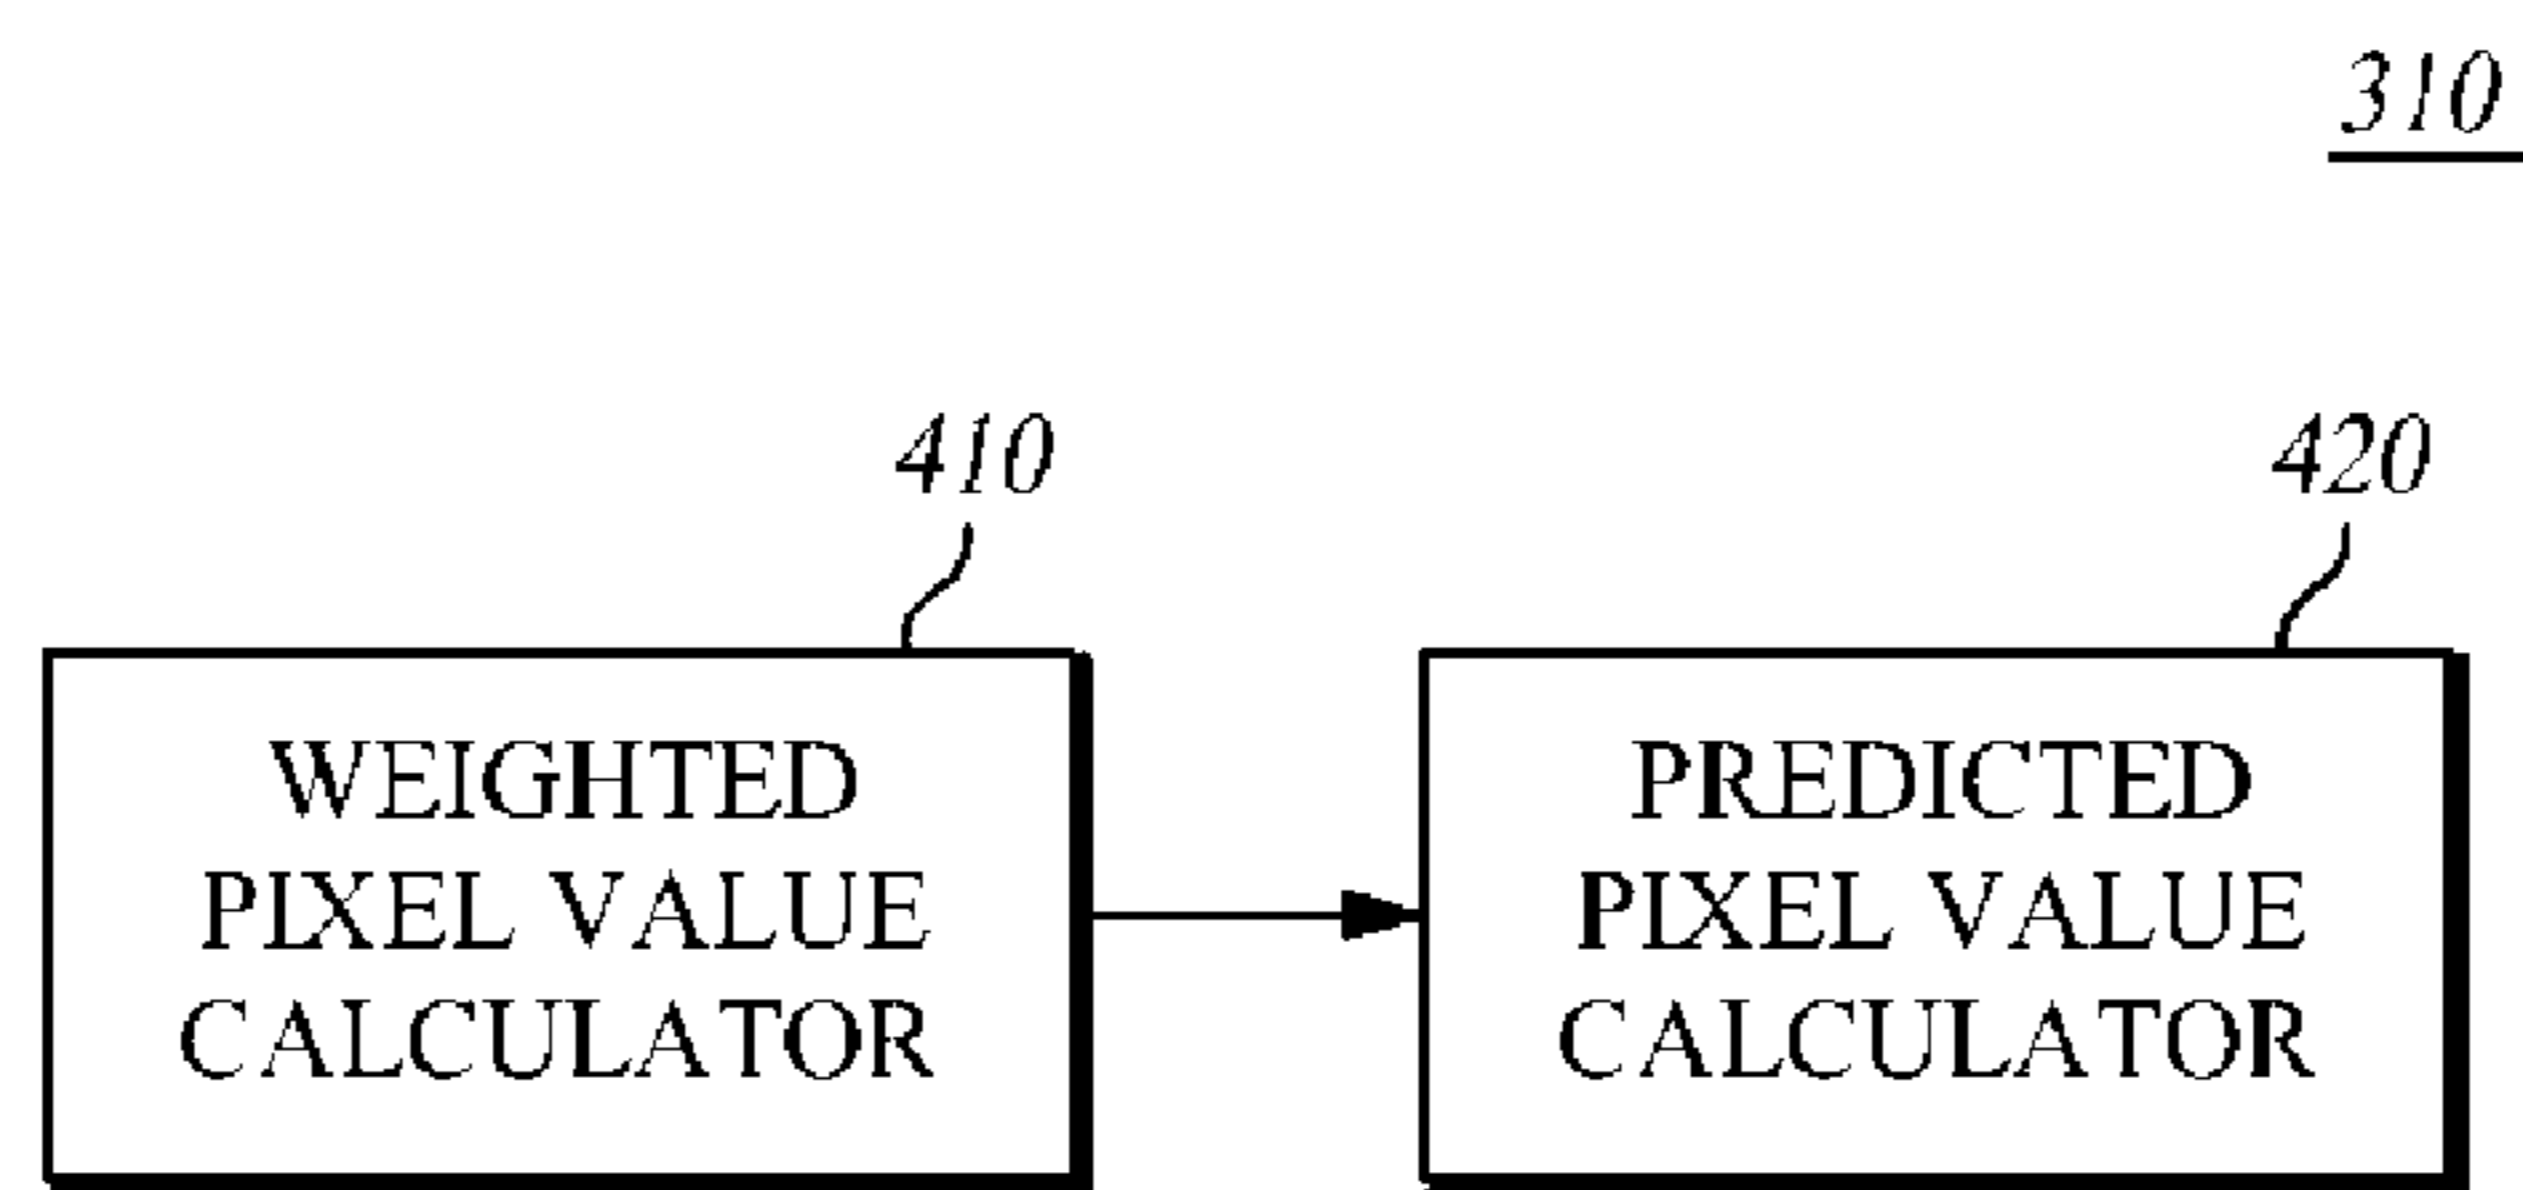 310
410
420
WEIGHTED
PIXEL VALUE
CALCULATOR
PREDICTED
PIXEL VALUE
CALCULATOR